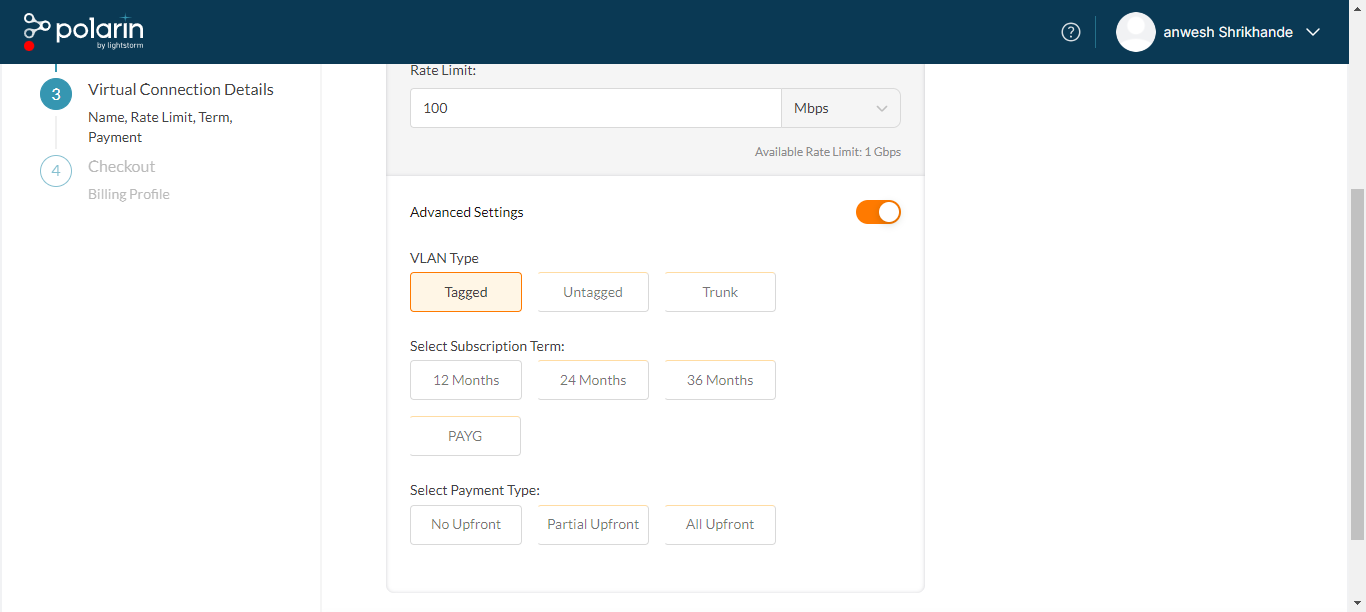 polarin
by lightstorm
anwesh Shrikhande
3
Virtual Connection Details
Name, Rate Limit, Term,
Payment
4
Checkout
Billing Profile
Rate Limit:
100
Mbps
Available Rate Limit: 1 Gbps
Advanced Settings
VLAN Type
Tagged
Untagged
Trunk
Select Subscription Term:
12 Months
24 Months
36 Months
PAYG
Select Payment Type:
No Upfront
Partial Upfront
All Upfront